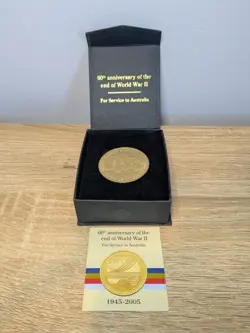 60th anniversary of the
end of World War II
For Service to Australia
60th anniversary of the
end of World War II
For Service to Australia
1945-2005